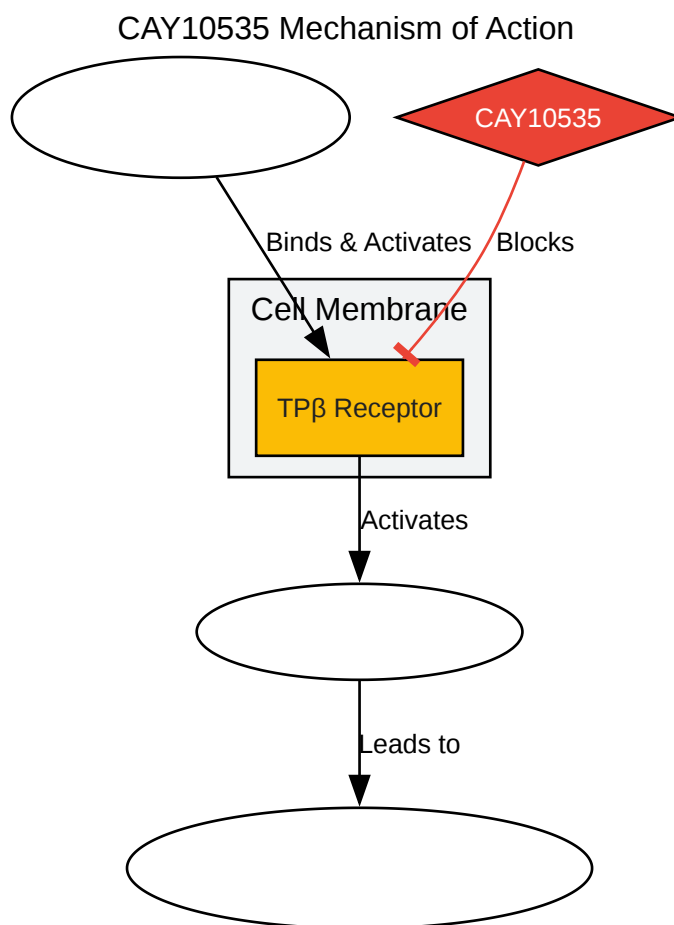 CAY10535 Mechanism of Action
CAY10535
Binds & Activates
Blocks
Cell Membrane
TPβ Receptor
Activates
Leads to